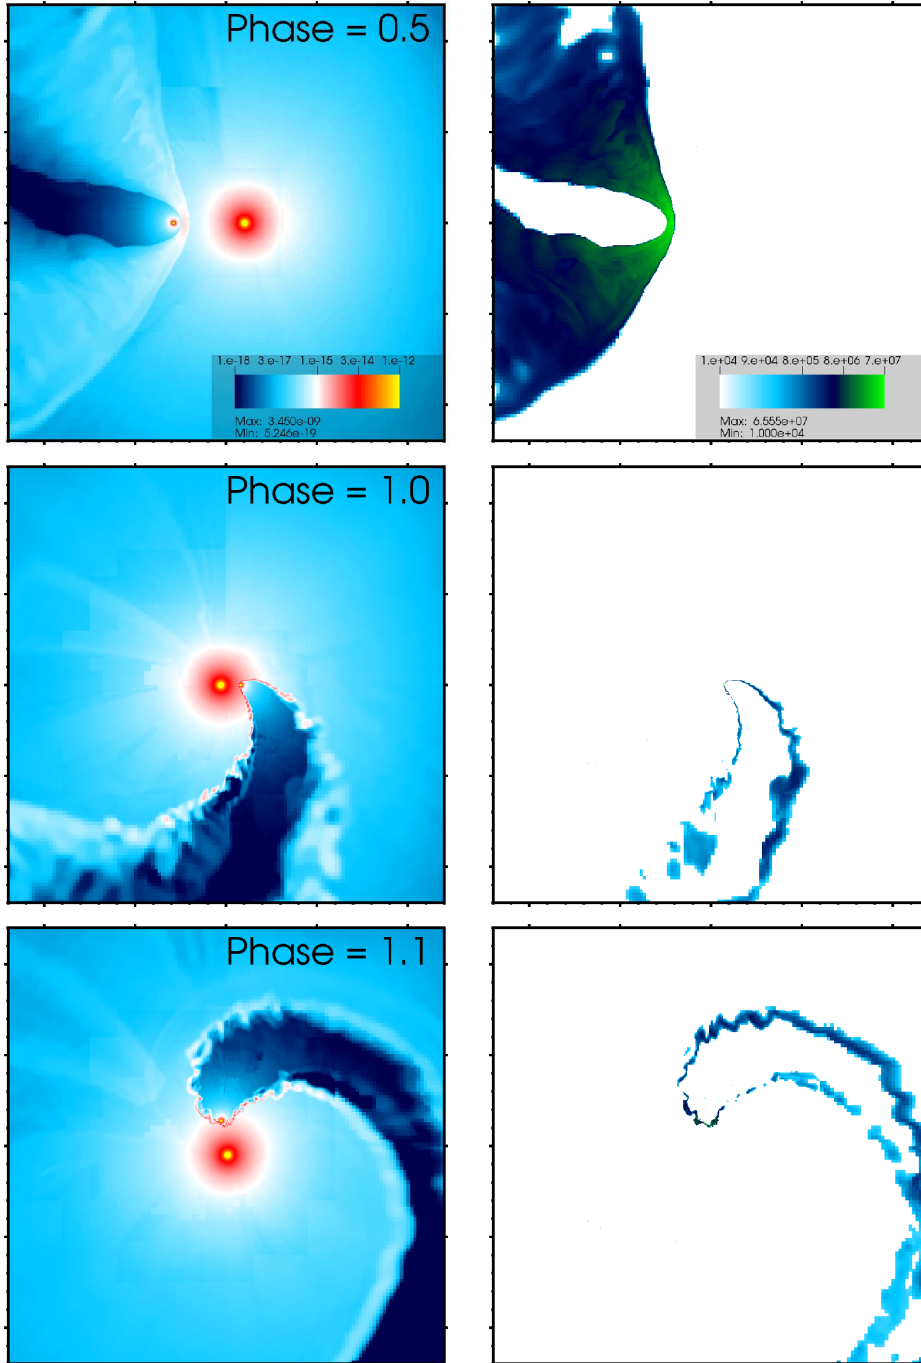 Phase = 0.5
1.e-18 3.e-17 1.e-15 3.e-14 1.e-12
Max: 3.450e-09
Min: 5.246e-19
1.e+04 9.e+04 8.e+05 8.e+06 7.e+07
Max: 6.555e+07
Min: 1.000e+04
Phase = 1.0
Phase = 1.1